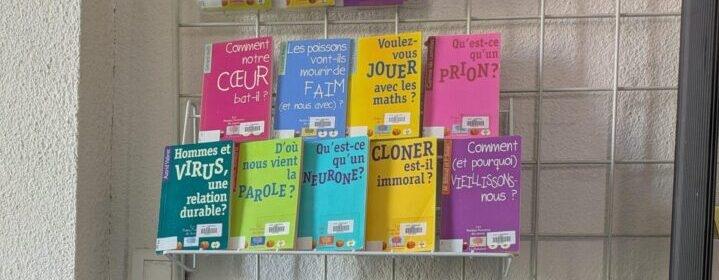 Comment
notre
CŒUR
bat-il ?
Les poissons
vont-ils
mourir de
FAIM
(et nous avec) ?
Voulez-
vous
JOUER
avec les
maths ?
Qu'est-ce
qu'un
PRION ?
Hommes et
VIRUS,
une
relation
durable ?
D'où
nous vient
la
PAROLE ?
Qu'est-ce
qu'un
NEURONE ?
CLONER
est-il
immoral ?
Comment
(et pourquoi)
VIEILLISSONS-
nous ?